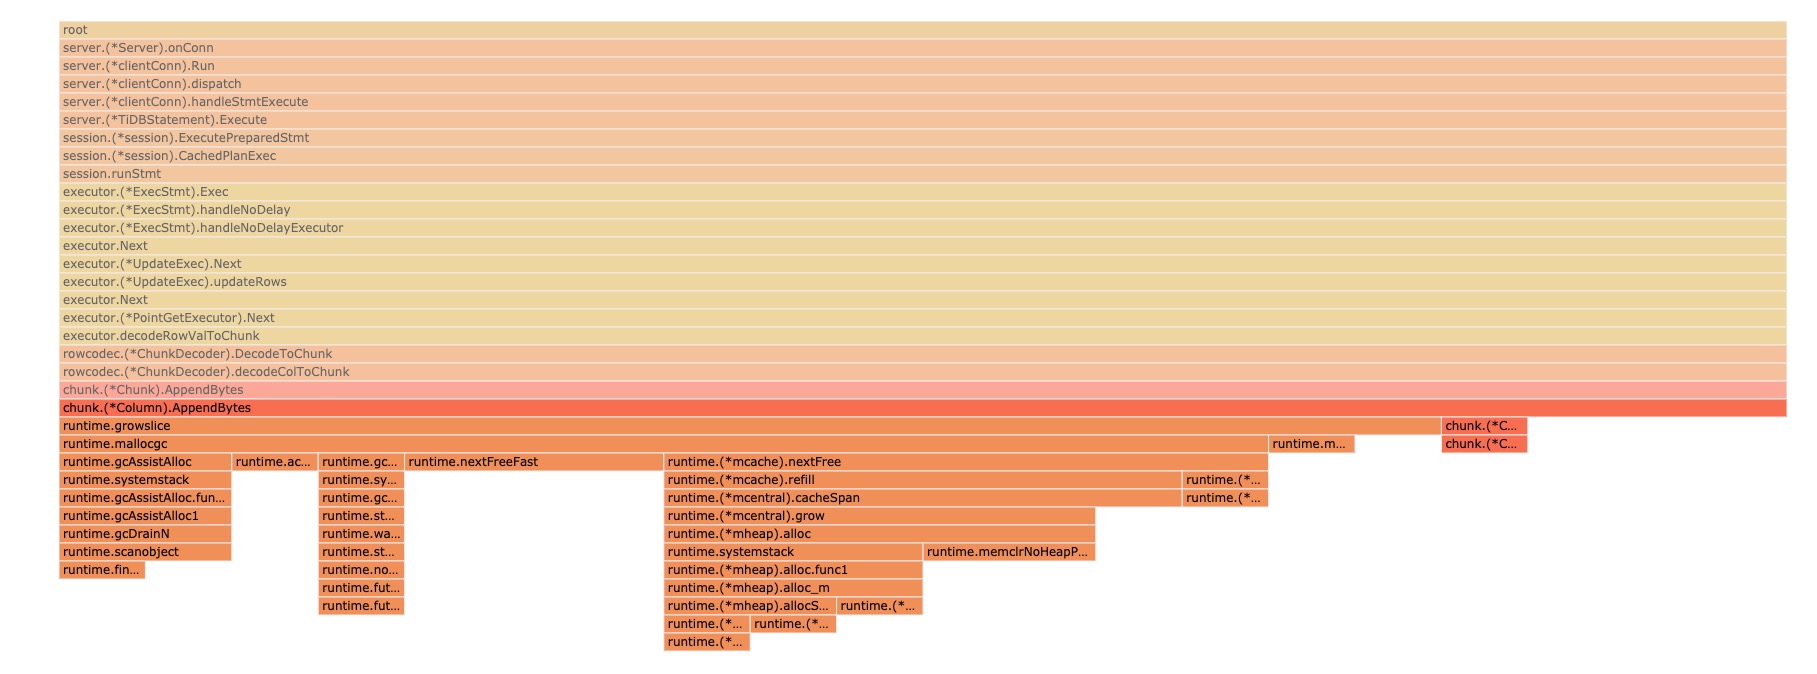 root
server.(*Server).onConn
server.(*clientConn).Run
server.(*clientConn).dispatch
server.(*clientConn).handleStmtExecute
server.(*TiDBStatement).Execute
session.(*session).ExecutePreparedStmt
session.(*session).CachedPlanExec
session.runStmt
executor.(*ExecStmt).Exec
executor.(*ExecStmt).handleNoDelay
executor.(*ExecStmt).handleNoDelayExecutor
executor.Next
executor.(*UpdateExec).Next
executor.(*UpdateExec).updateRows
executor.Next
executor.(*PointGetExecutor).Next
executor.decodeRowValToChunk
rowcodec.(*ChunkDecoder).DecodeToChunk
rowcodec.(*ChunkDecoder).decodeColToChunk
chunk.(*Chunk).AppendBytes
chunk.(*Column).AppendBytes
runtime.growslice chunk.(*C...
runtime.mallocgc runtime.m... chunk.(*C...
runtime.gcAssistAlloc runtime.ac... runtime.gc... runtime.nextFreeFast runtime.(*mcache).nextFree
runtime.systemstack runtime.sy... runtime.(*mcache).refill runtime.(*...
runtime.gcAssistAlloc.fun... runtime.gc... runtime.(*mcentral).cacheSpan runtime.(*...
runtime.gcAssistAlloc1 runtime.st... runtime.(*mcentral).grow
runtime.gcDrainN runtime.wa... runtime.(*mheap).alloc
runtime.scanobject runtime.st... runtime.systemstack runtime.memclrNoHeapP...
runtime.fin... runtime.no... runtime.(*mheap).alloc.func1
runtime.fut... runtime.(*mheap).alloc_m
runtime.fut... runtime.(*mheap).allocS... runtime.(*...
runtime.(*... runtime.(*...
runtime.(*...